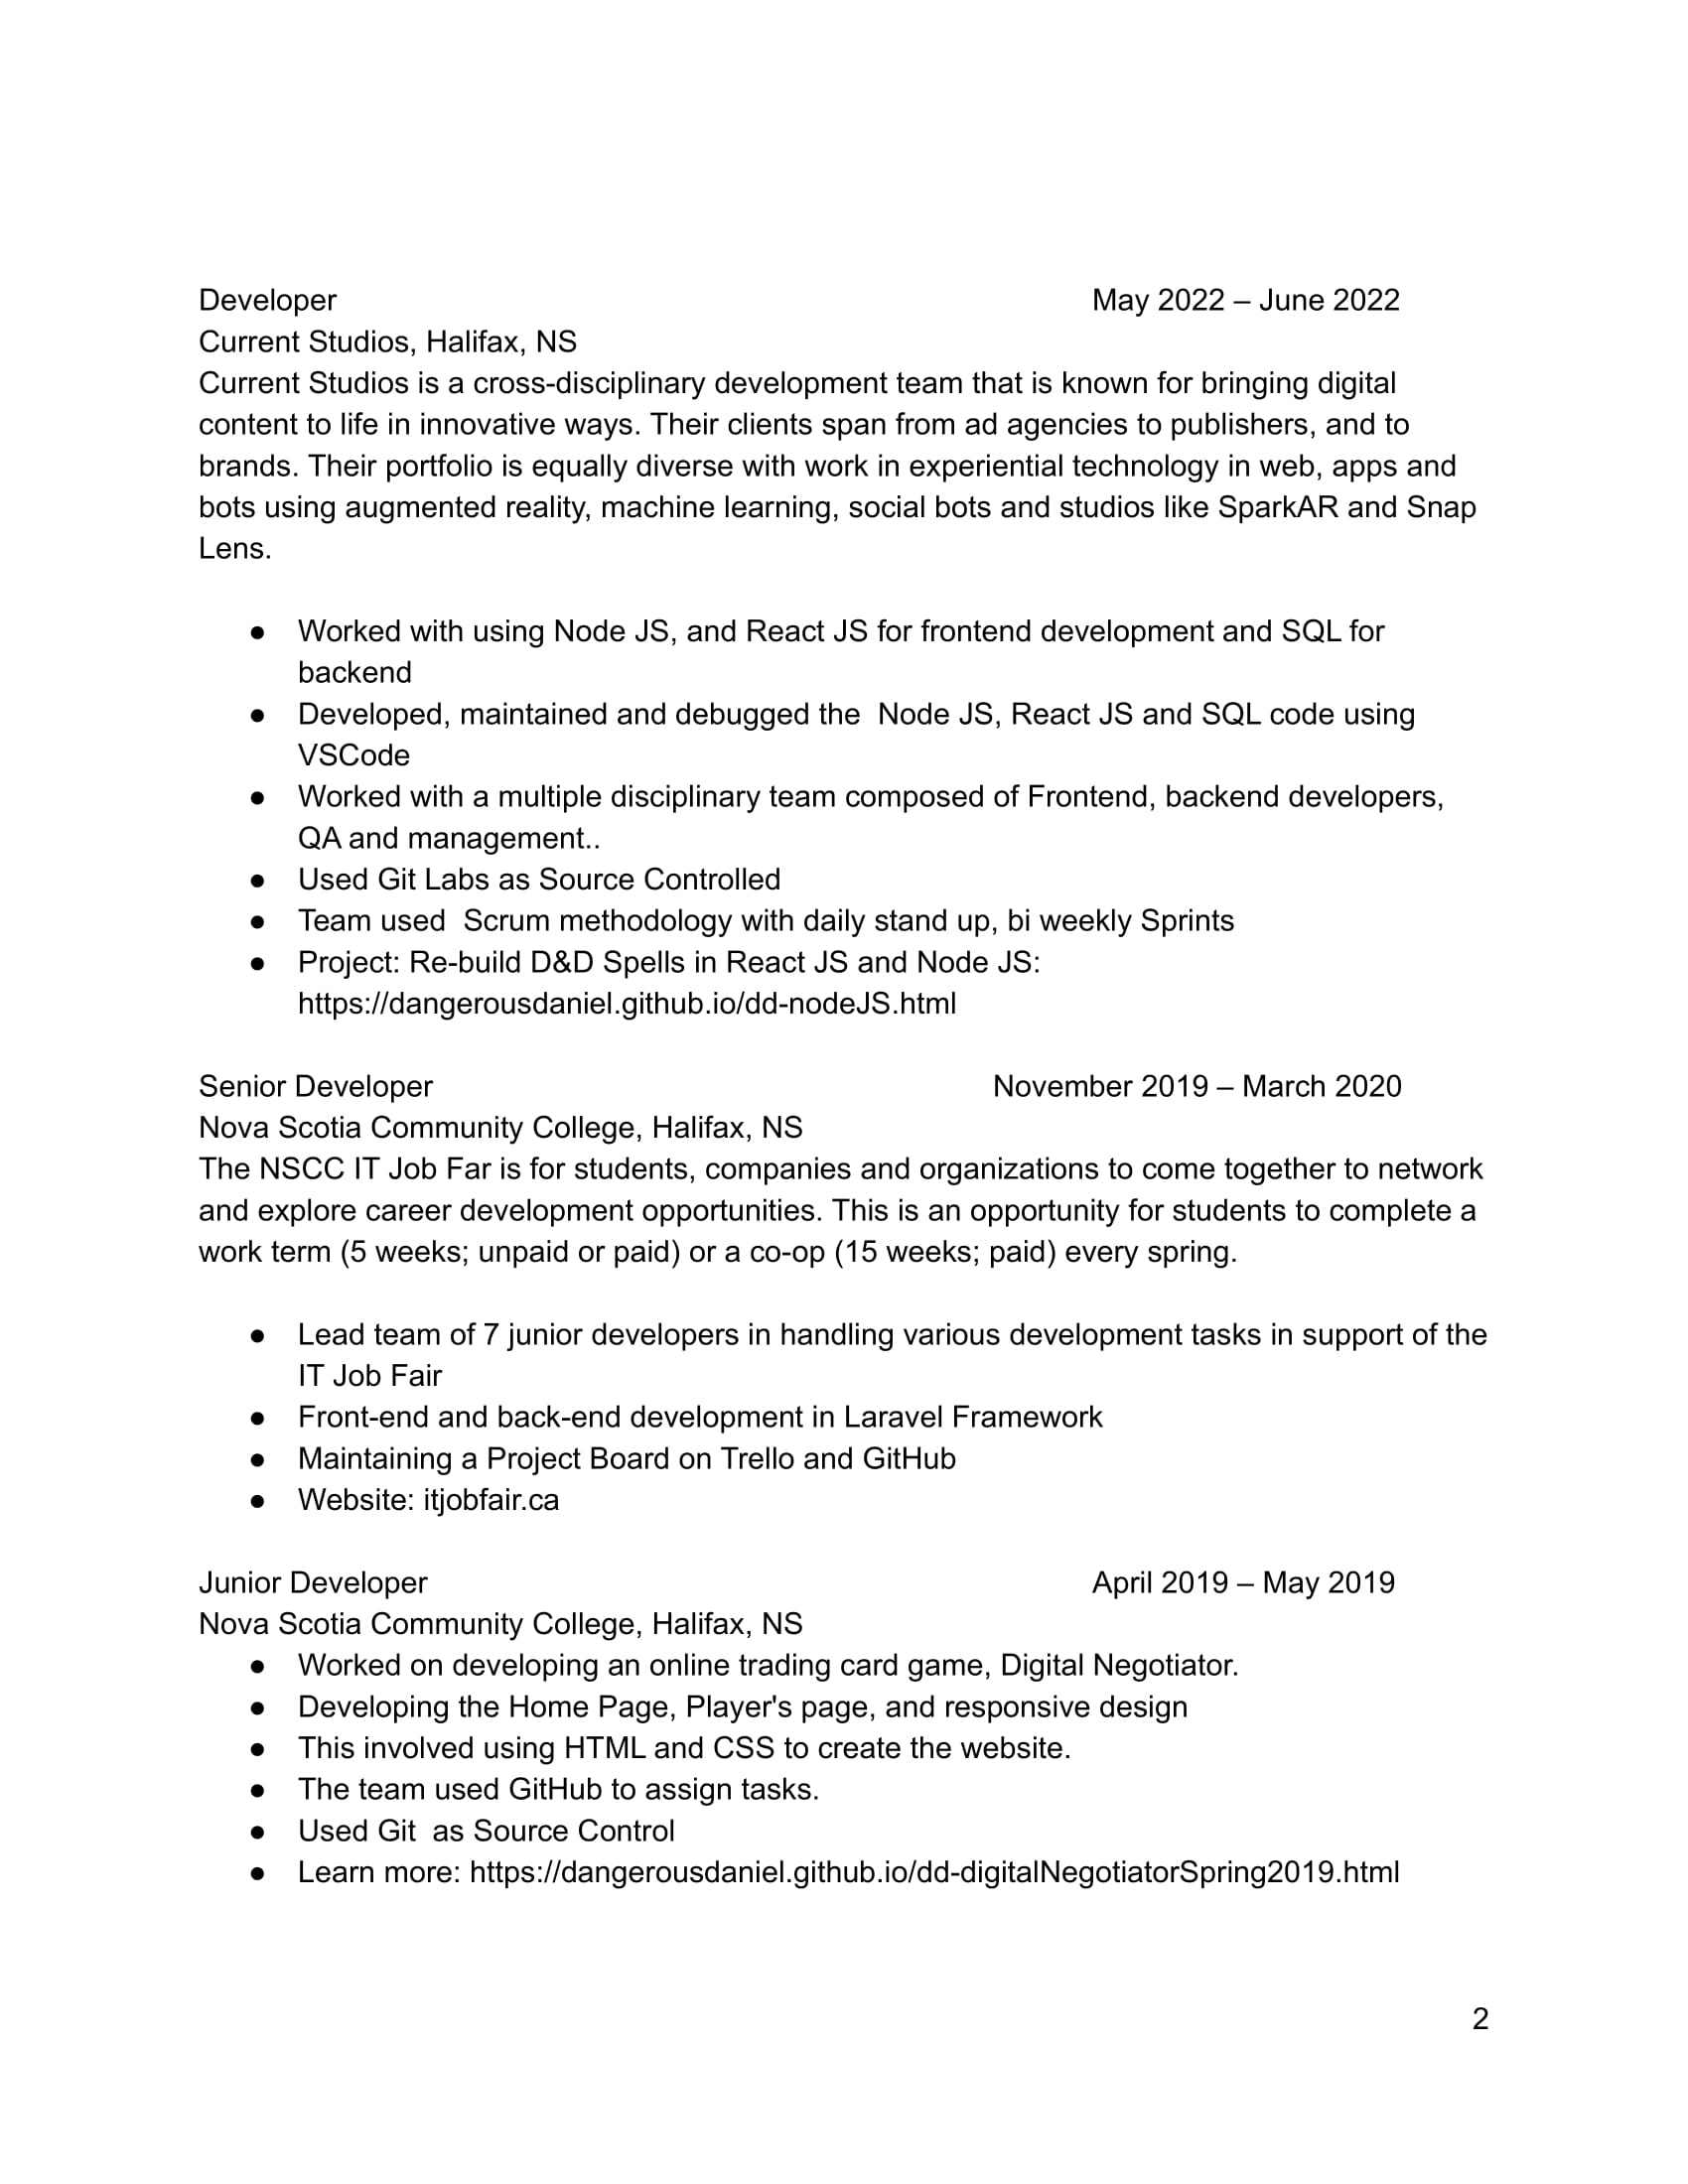 Developer May 2022 – June 2022
Current Studios, Halifax, NS
Current Studios is a cross-disciplinary development team that is known for bringing digital
content to life in innovative ways. Their clients span from ad agencies to publishers, and to
brands. Their portfolio is equally diverse with work in experiential technology in web, apps and
bots using augmented reality, machine learning, social bots and studios like SparkAR and Snap
Lens.
● Worked with using Node JS, and React JS for frontend development and SQL for
backend
● Developed, maintained and debugged the  Node JS, React JS and SQL code using
VSCode
● Worked with a multiple disciplinary team composed of Frontend, backend developers,
QA and management..
● Used Git Labs as Source Controlled
● Team used  Scrum methodology with daily stand up, bi weekly Sprints
● Project: Re-build D&D Spells in React JS and Node JS:
https://dangerousdaniel.github.io/dd-nodeJS.html
Senior Developer November 2019 – March 2020
Nova Scotia Community College, Halifax, NS
The NSCC IT Job Far is for students, companies and organizations to come together to network
and explore career development opportunities. This is an opportunity for students to complete a
work term (5 weeks; unpaid or paid) or a co-op (15 weeks; paid) every spring.
● Lead team of 7 junior developers in handling various development tasks in support of the
IT Job Fair
● Front-end and back-end development in Laravel Framework
● Maintaining a Project Board on Trello and GitHub
● Website: itjobfair.ca
Junior Developer April 2019 – May 2019
Nova Scotia Community College, Halifax, NS
● Worked on developing an online trading card game, Digital Negotiator.
● Developing the Home Page, Player's page, and responsive design
● This involved using HTML and CSS to create the website.
● The team used GitHub to assign tasks.
● Used Git  as Source Control
● Learn more: https://dangerousdaniel.github.io/dd-digitalNegotiatorSpring2019.html
2